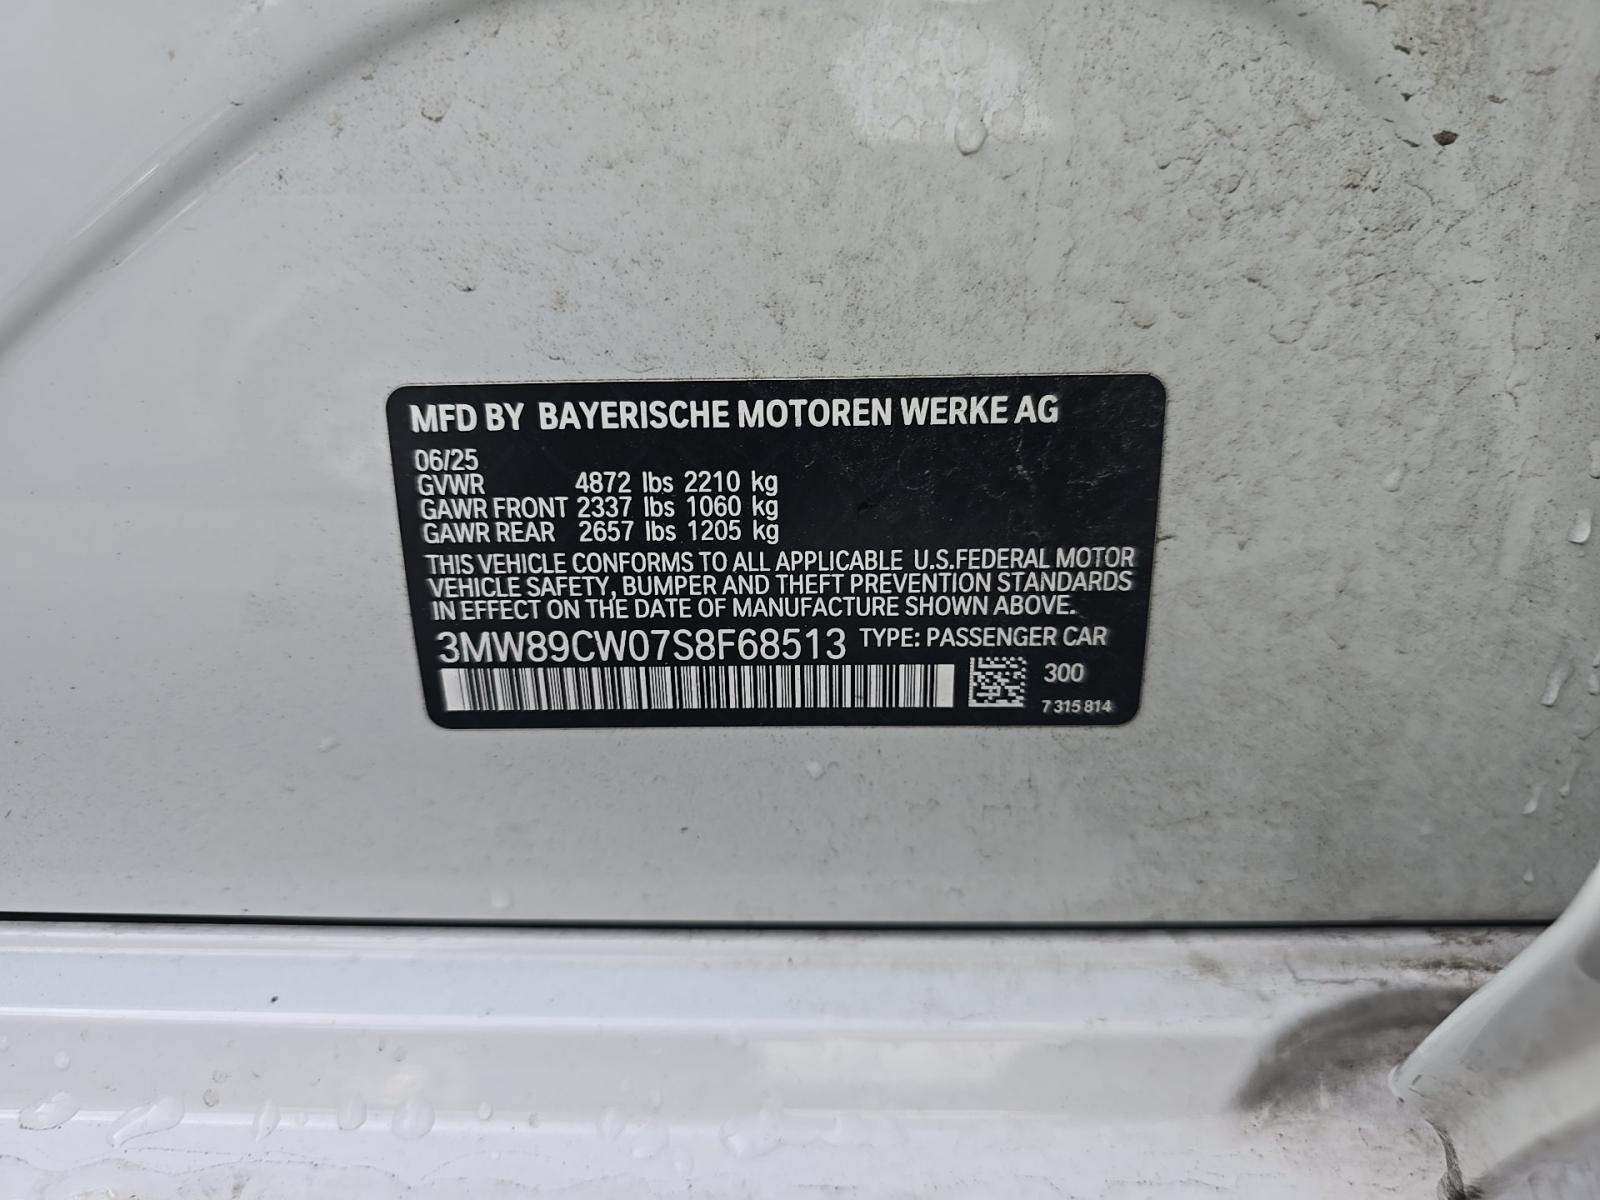 MFD BY BAYERISCHE MOTOREN WERKE AG
06/25
GVWR 4872 lbs 2210 kg
GAWR FRONT 2337 lbs 1060 kg
GAWR REAR 2657 lbs 1205 kg
THIS VEHICLE CONFORMS TO ALL APPLICABLE U.S.FEDERAL MOTOR
VEHICLE SAFETY, BUMPER AND THEFT PREVENTION STANDARDS
IN EFFECT ON THE DATE OF MANUFACTURE SHOWN ABOVE.
3MW89CW07S8F68513 TYPE: PASSENGER CAR
300
7 315 814